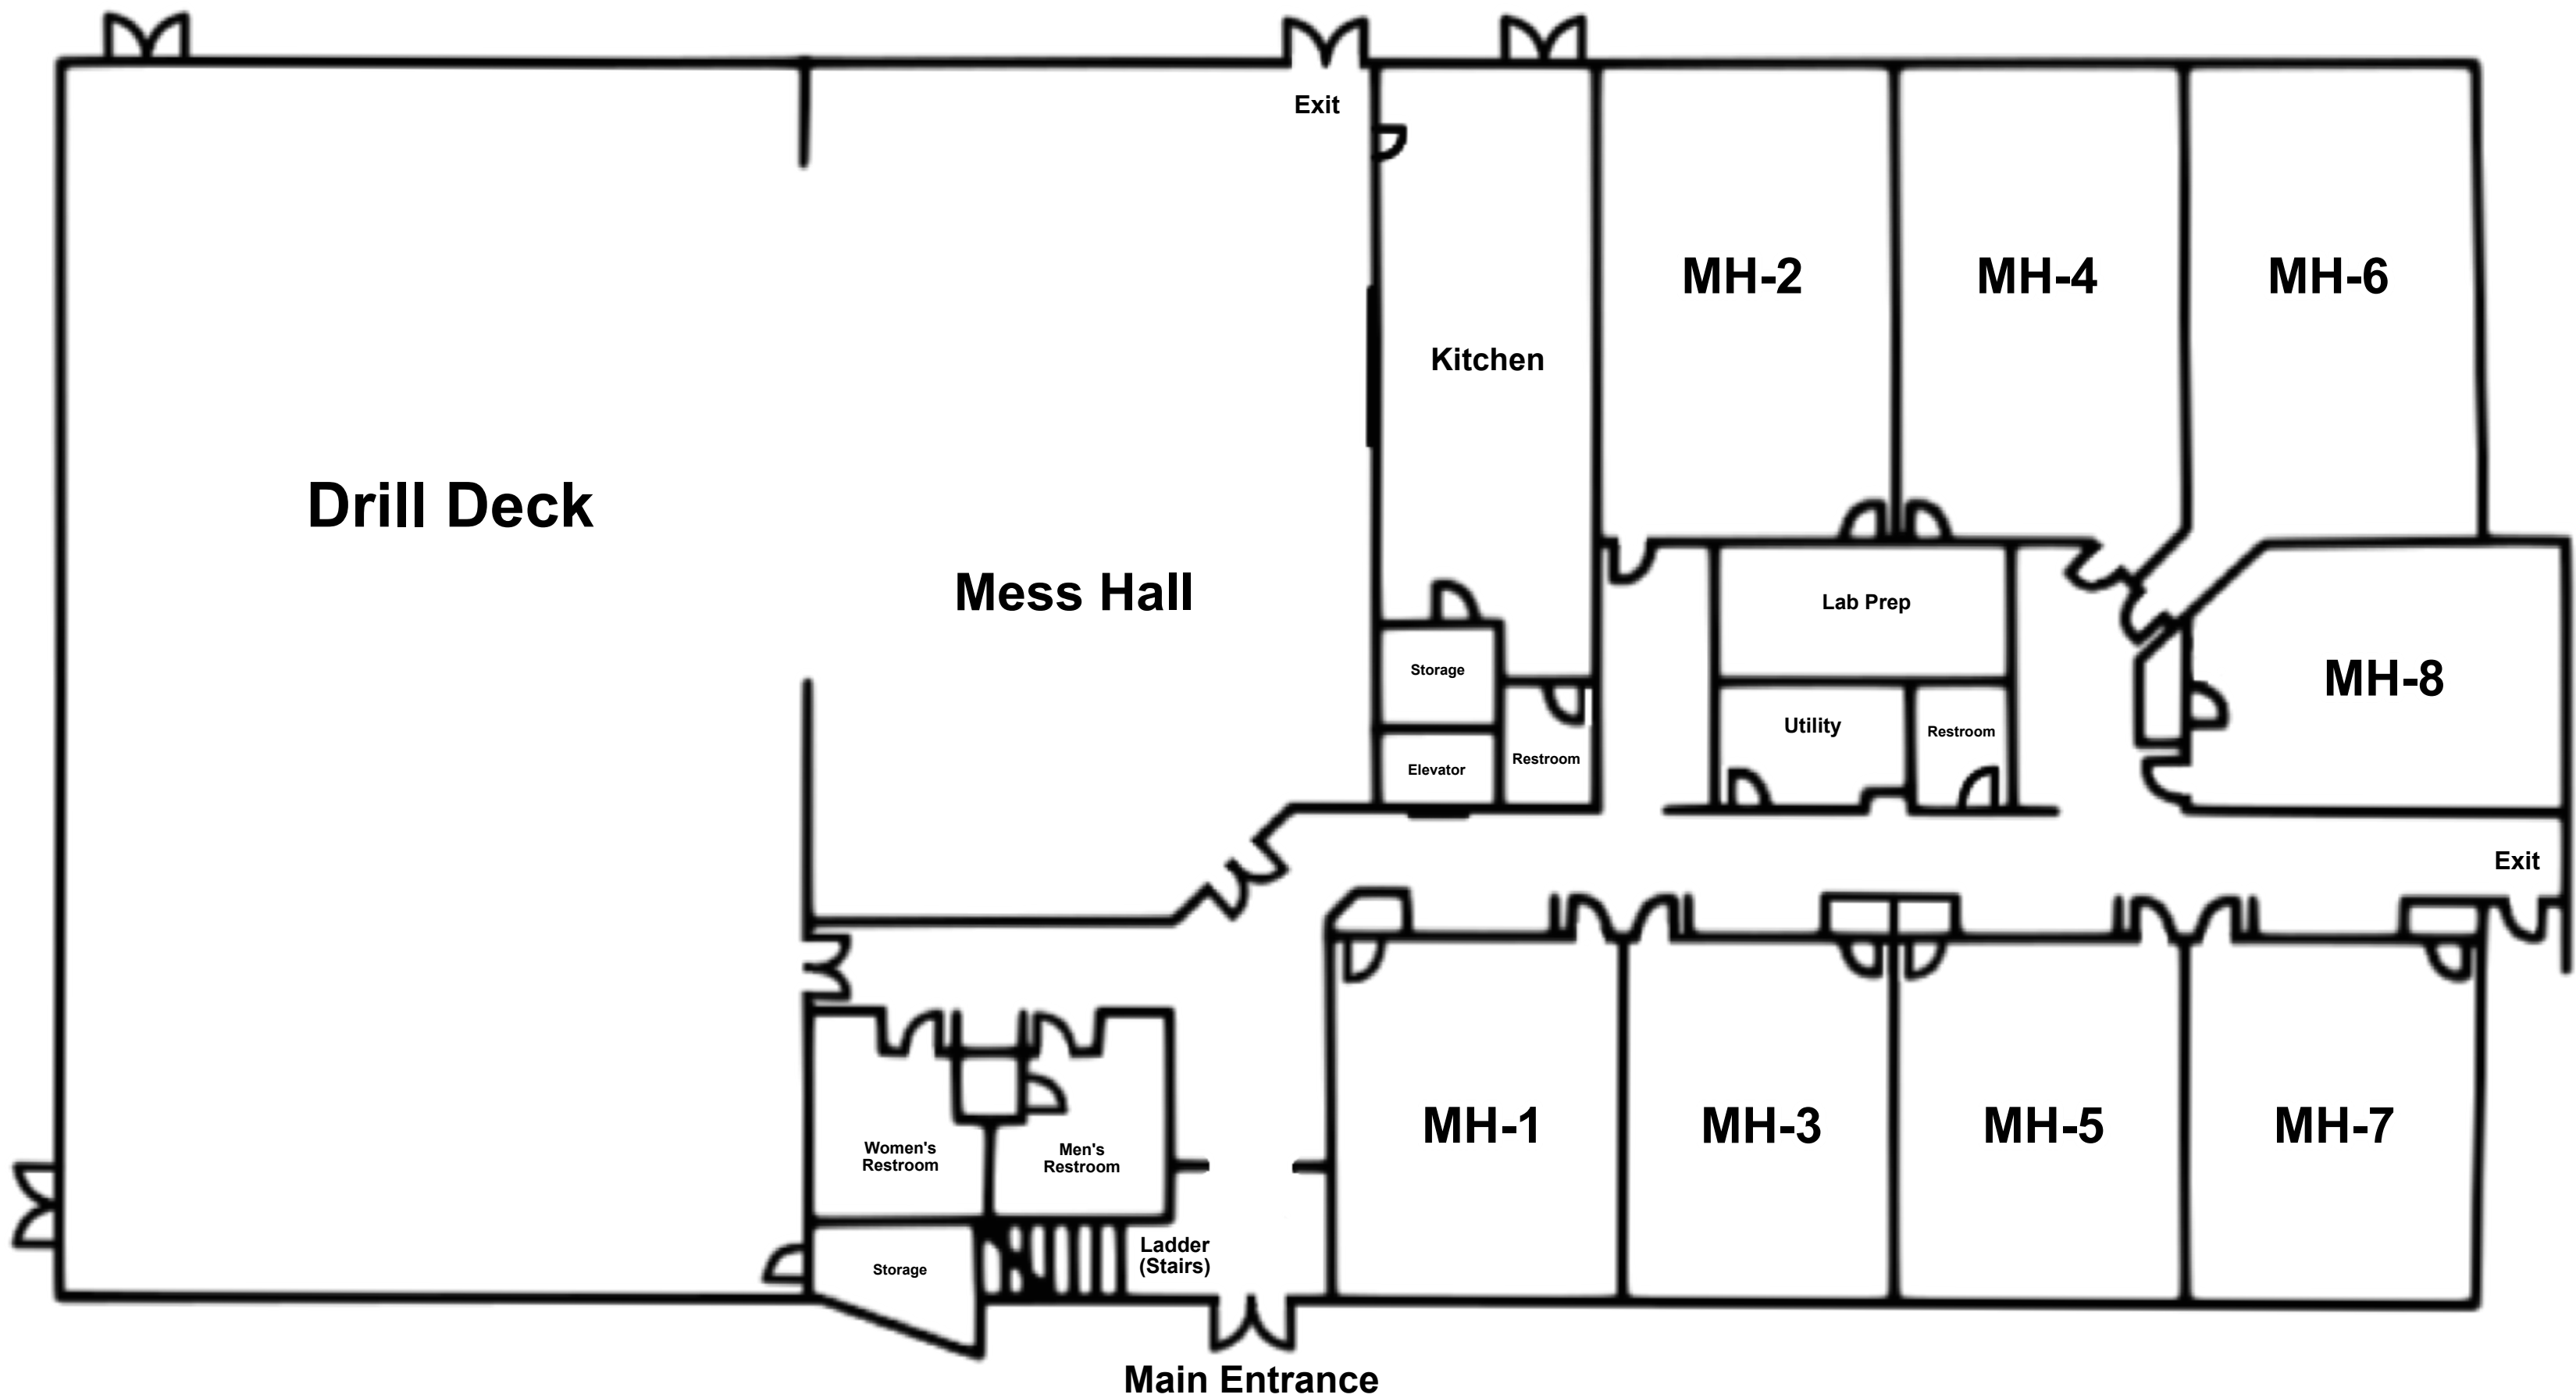 Exit
MH-2
MH-4
MH-6
Kitchen
Drill Deck
Mess Hall
Lab Prep
Storage
MH-8
Utility
Restroom
Restroom
Elevator
Exit
MH-1
MH-3
MH-5
MH-7
Women's
Restroom
Men's
Restroom
Ladder
(Stairs)
Storage
Main Entrance